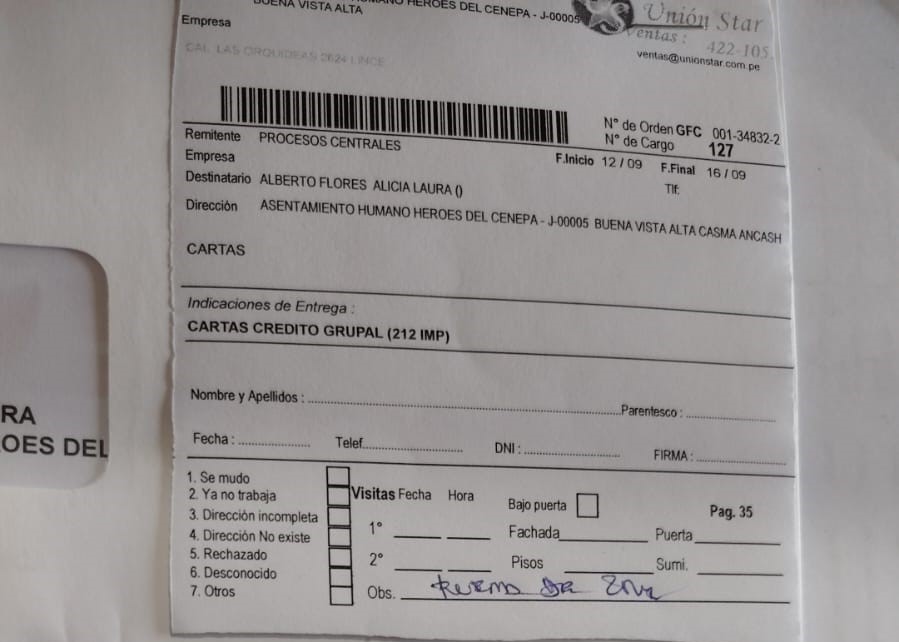 BUENA VISTA ALTA HUMANO HEROES DEL CENEPA - J-00005
Unión Star
Ventas :
422-105
ventas@unionstar.com.pe
Empresa
CAL. LAS ORQUIDEAS 2624 LINCE
N° de Orden GFC 001-34832-2
N° de Cargo 127
Remitente PROCESOS CENTRALES
Empresa
F.Inicio 12 / 09 F.Final 16 / 09
Destinatario ALBERTO FLORES ALICIA LAURA ()
Tlf:
Dirección ASENTAMIENTO HUMANO HEROES DEL CENEPA - J-00005 BUENA VISTA ALTA CASMA ANCASH
CARTAS
Indicaciones de Entrega :
CARTAS CREDITO GRUPAL (212 IMP)
Nombre y Apellidos : Parentesco :
Fecha : Telef. DNI : FIRMA :
1. Se mudo
2. Ya no trabaja
3. Dirección incompleta
4. Dirección No existe
5. Rechazado
6. Desconocido
7. Otros
Visitas Fecha Hora
Bajo puerta
Pag. 35
1° Fachada Puerta
2° Pisos Sumi.
Obs.
RA
OES DEL